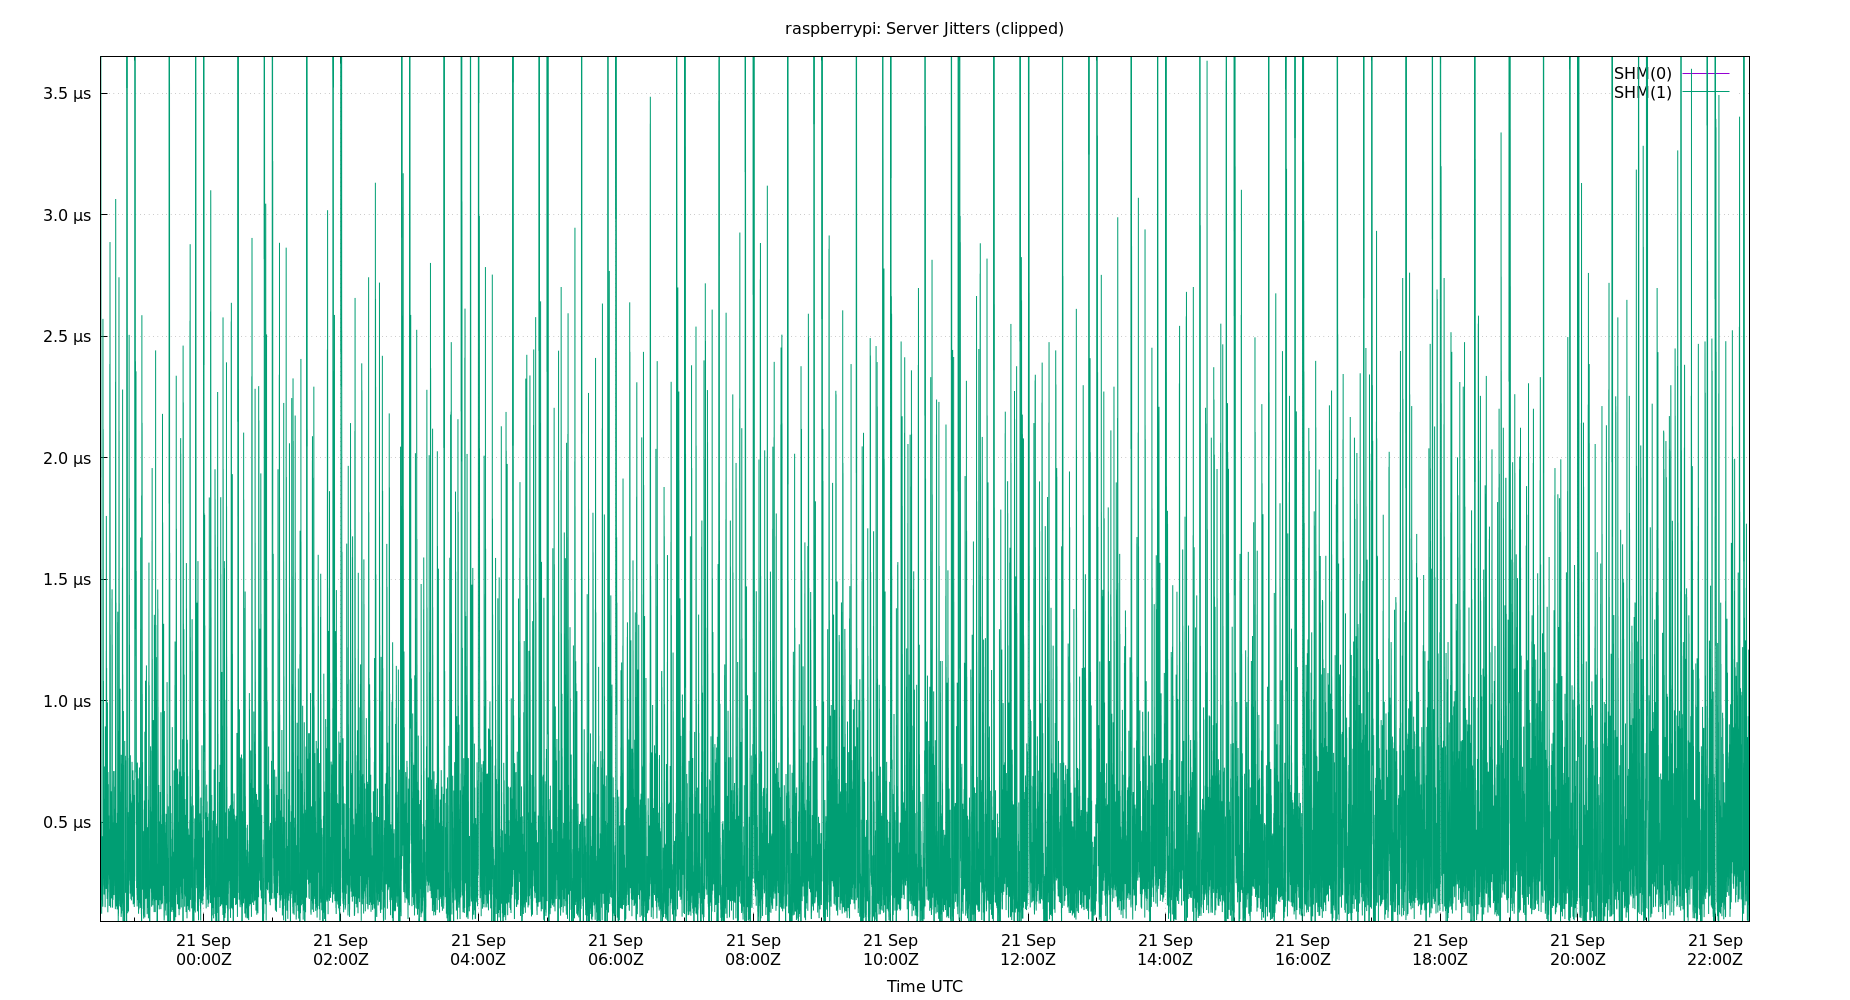 raspberrypi: Server Jitters (clipped)
SHM(0)
SHM(1)
3.5 µs
3.0 µs
2.5 µs
2.0 µs
1.5 µs
1.0 µs
0.5 µs
21 Sep 21 Sep 21 Sep 21 Sep 21 Sep 21 Sep 21 Sep 21 Sep 21 Sep 21 Sep 21 Sep 21 Sep
00:00Z 02:00Z 04:00Z 06:00Z 08:00Z 10:00Z 12:00Z 14:00Z 16:00Z 18:00Z 20:00Z 22:00Z
Time UTC